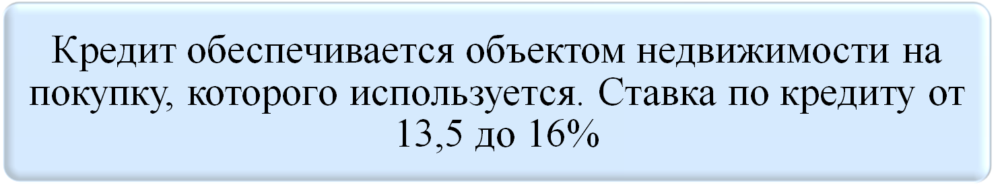 Кредит обеспечивается объектом недвижимости на
покупку, которого используется. Ставка по кредиту от
13,5 до 16%